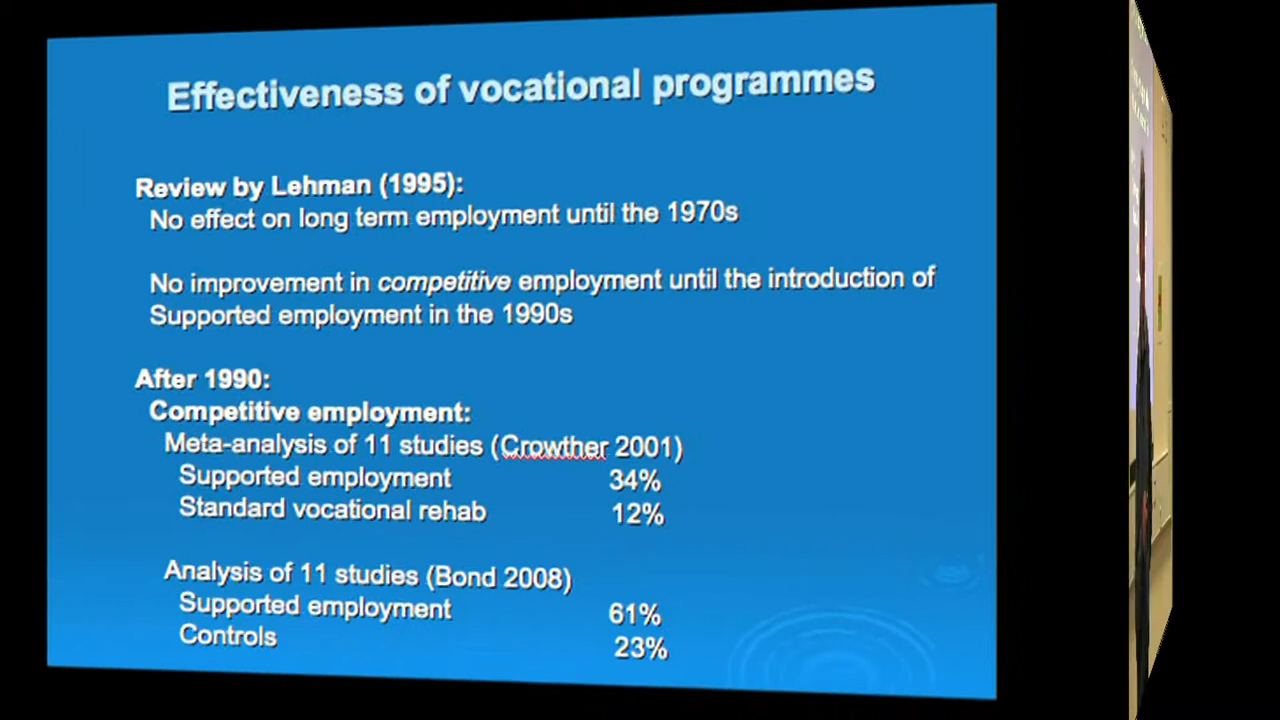 Effectiveness of vocational programmes
Review by Lehman (1995):
No effect on long term employment until the 1970s
No improvement in competitive employment until the introduction of
Supported employment in the 1990s
After 1990:
Competitive employment:
Meta-analysis of 11 studies (Crowther 2001)
Supported employment 34%
Standard vocational rehab 12%
Analysis of 11 studies (Bond 2008)
Supported employment 61%
Controls 23%